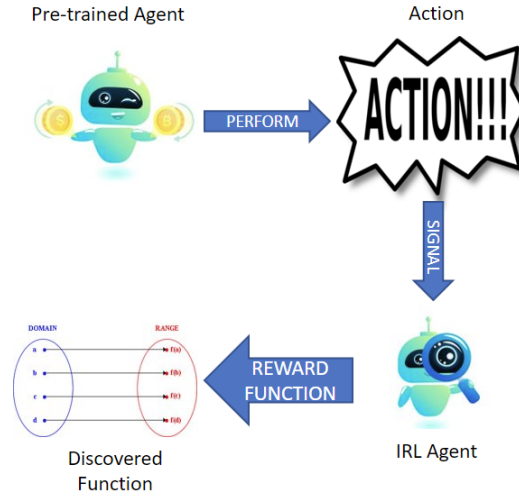 Pre-trained Agent
Action
PERFORM
ACTION!!!
SIGNAL
DOMAIN
RANGE
a
f(a)
b
f(b)
c
f(c)
d
f(d)
REWARD
FUNCTION
IRL Agent
Discovered
Function